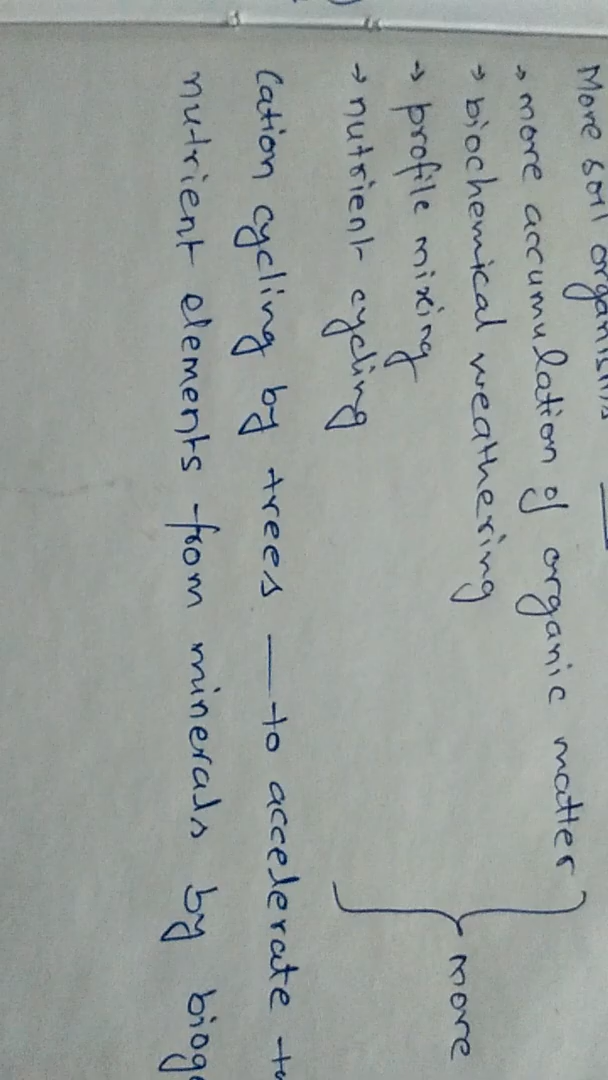 More soil organisms —
→ more accumulation of organic matter
→ biochemical weathering
→ profile mixing
→ nutrient cycling
more
Cation cycling by trees — to accelerate
nutrient elements from minerals by